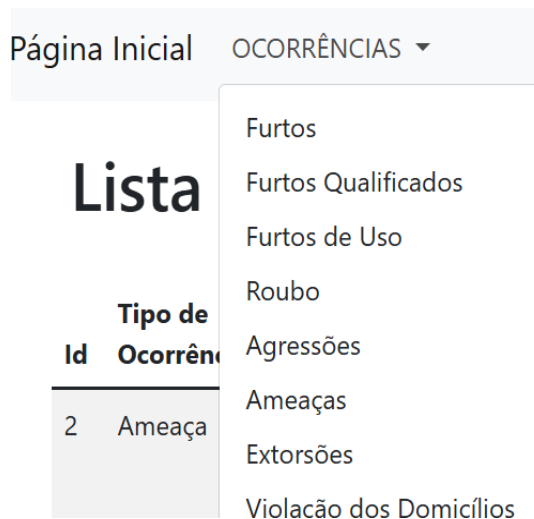 Página Inicial OCORRÊNCIAS
Furtos
Furtos Qualificados
Furtos de Uso
Roubo
Agressões
Ameaças
Extorsões
Violação dos Domicílios
Lista
Id Tipo de
Ocorrên
2 Ameaça